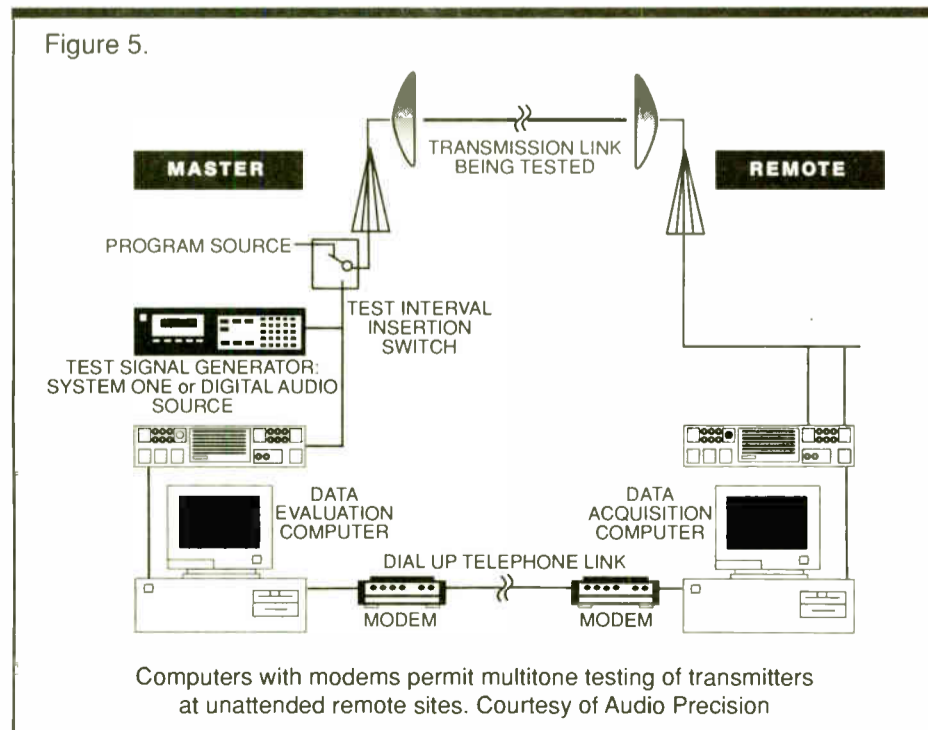 Figure 5.
TRANSMISSION LINK
BEING TESTED
MASTER
REMOTE
PROGRAM SOURCE
TEST INTERVAL
INSERTION
SWITCH
TEST SIGNAL GENERATOR:
SYSTEM ONE or DIGITAL AUDIO
SOURCE
DATA
EVALUATION
COMPUTER
DATA
ACQUISITION
COMPUTER
DIAL UP TELEPHONE LINK
MODEM
MODEM
Computers with modems permit multitone testing of transmitters
at unattended remote sites. Courtesy of Audio Precision